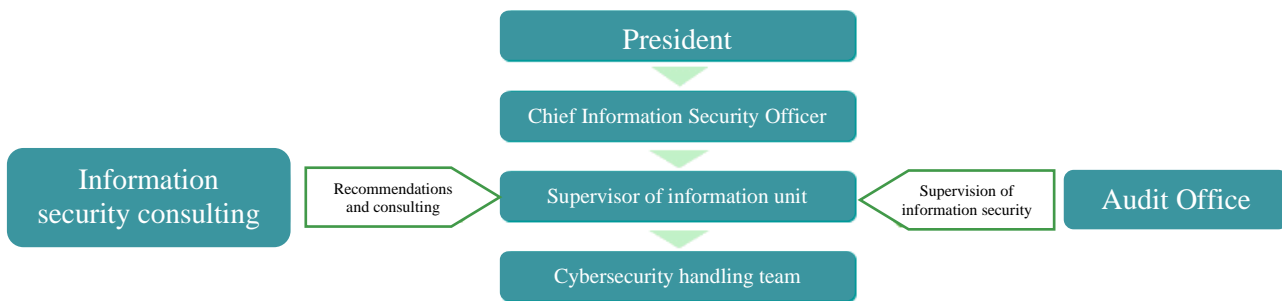 President
Chief Information Security Officer
Information
security consulting
Recommendations
and consulting
Supervisor of information unit
Supervision of
information security
Audit Office
Cybersecurity handling team